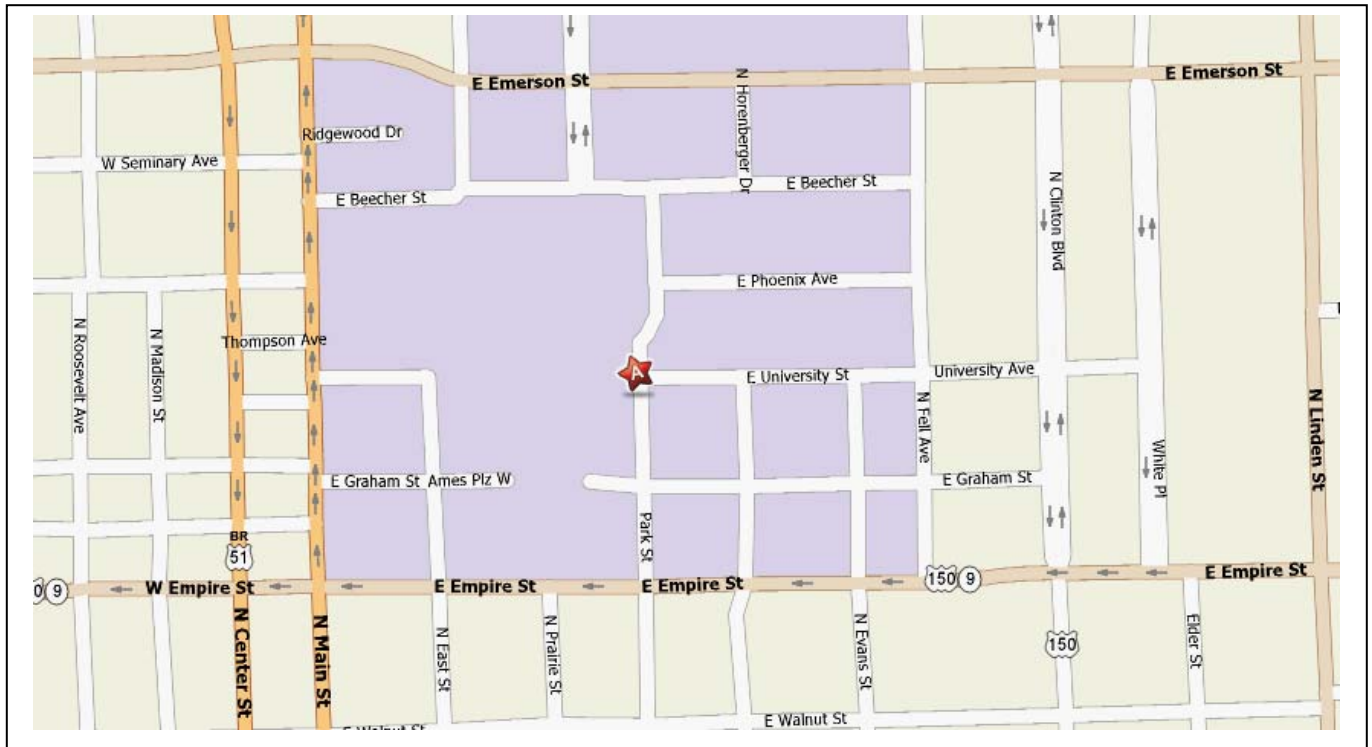 E Emerson St
E Emerson St
Ridgewood Dr
N Horenberger Dr
W Seminary Ave
E Beecher St
E Beecher St
N Clinton Blvd
E Phoenix Ave
N Roosevelt Ave
N Madison St
Thompson Ave
A
E University St
University Ave
N Fell Ave
N Linden St
White Pl
E Graham St
Ames Plz W
E Graham St
Park St
BR
51
9
W Empire St
E Empire St
E Empire St
150
9
E Empire St
N Center St
N Main St
N East St
N Prairie St
N Evans St
150
Elder St
E Walnut St
E Walnut St